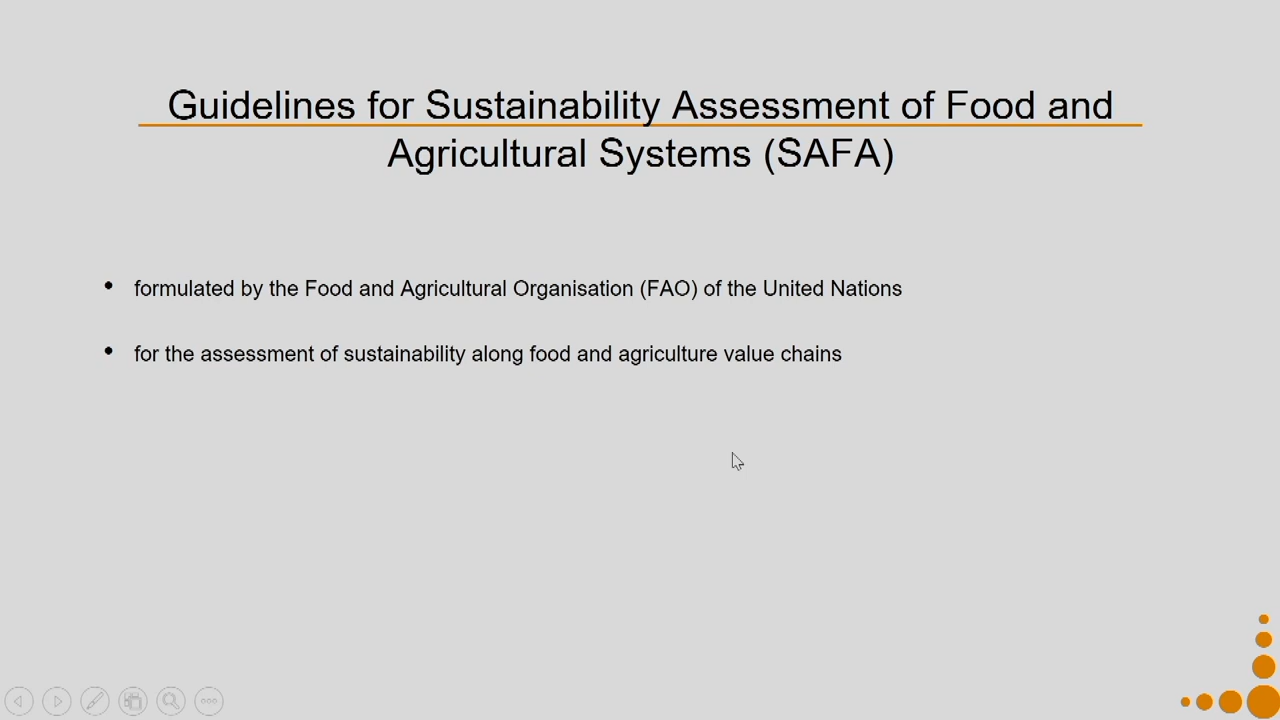 Guidelines for Sustainability Assessment of Food and
Agricultural Systems (SAFA)
• formulated by the Food and Agricultural Organisation (FAO) of the United Nations
• for the assessment of sustainability along food and agriculture value chains